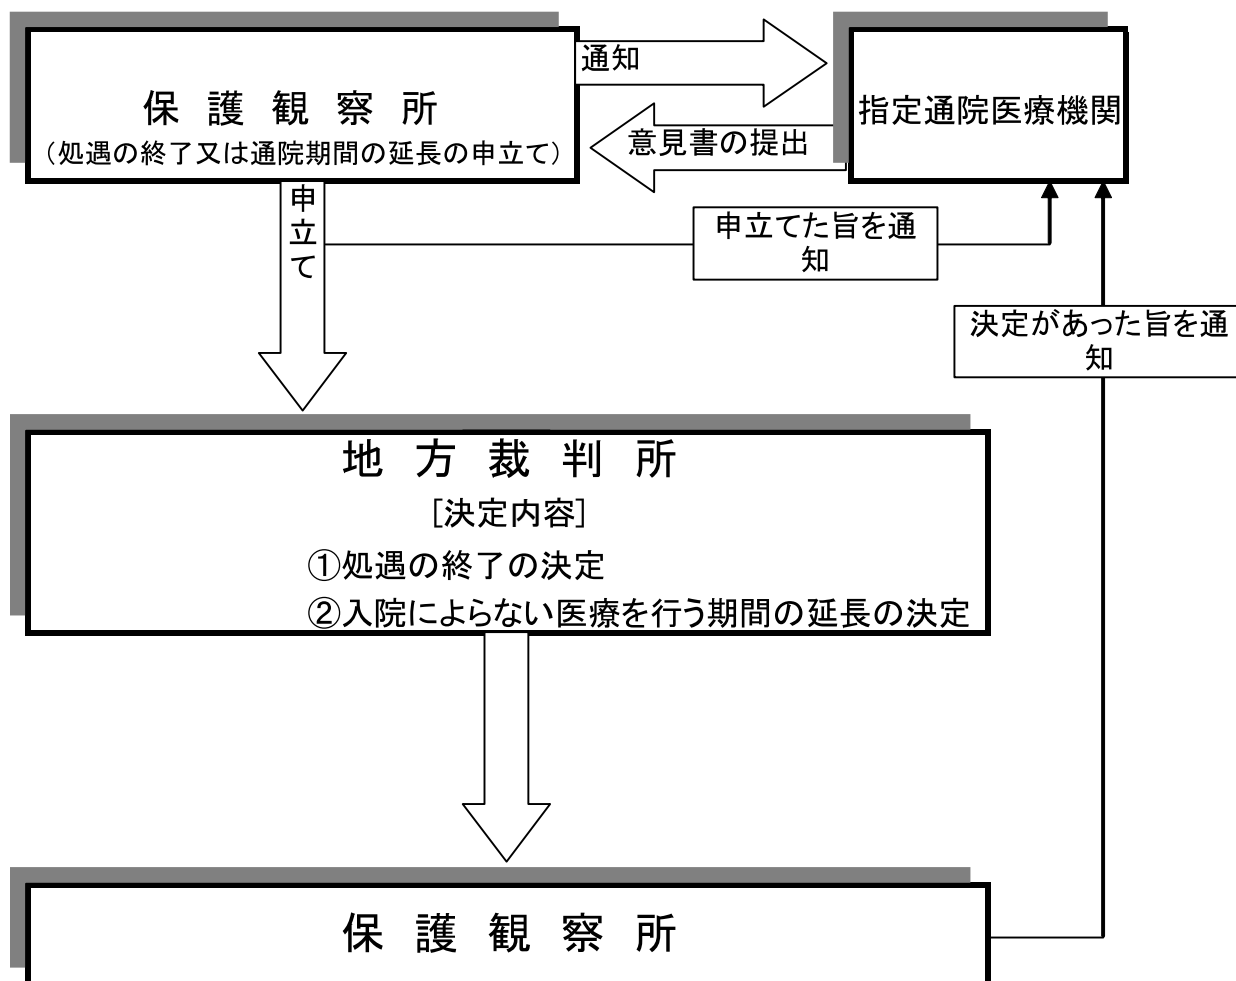 保護観察所
（処遇の終了又は通院期間の延長の申立て）
通知
意見書の提出
指定通院医療機関
申立て
申立てた旨を通
知
決定があった旨を通
知
地方裁判所
［決定内容］
①処遇の終了の決定
②入院によらない医療を行う期間の延長の決定
保護観察所